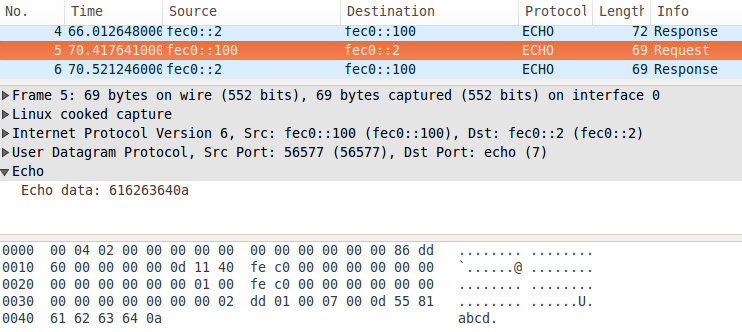 No. Time Source Destination Protocol Length Info
4 66.012648000 fec0::2 fec0::100 ECHO 72 Response
5 70.417641000 fec0::100 fec0::2 ECHO 69 Request
6 70.521246000 fec0::2 fec0::100 ECHO 69 Response
Frame 5: 69 bytes on wire (552 bits), 69 bytes captured (552 bits) on interface 0
Linux cooked capture
Internet Protocol Version 6, Src: fec0::100 (fec0::100), Dst: fec0::2 (fec0::2)
User Datagram Protocol, Src Port: 56577 (56577), Dst Port: echo (7)
Echo
Echo data: 616263640a
0000 00 04 02 00 00 00 00 00 00 00 00 00 00 00 86 dd ........ ........
0010 60 00 00 00 00 0d 11 40 fe c0 00 00 00 00 00 00 `......@ ........
0020 00 00 00 00 00 00 01 00 fe c0 00 00 00 00 00 00 ........ ........
0030 00 00 00 00 00 00 00 02 dd 01 00 07 00 0d 55 81 ........ ......U.
0040 61 62 63 64 0a abcd.